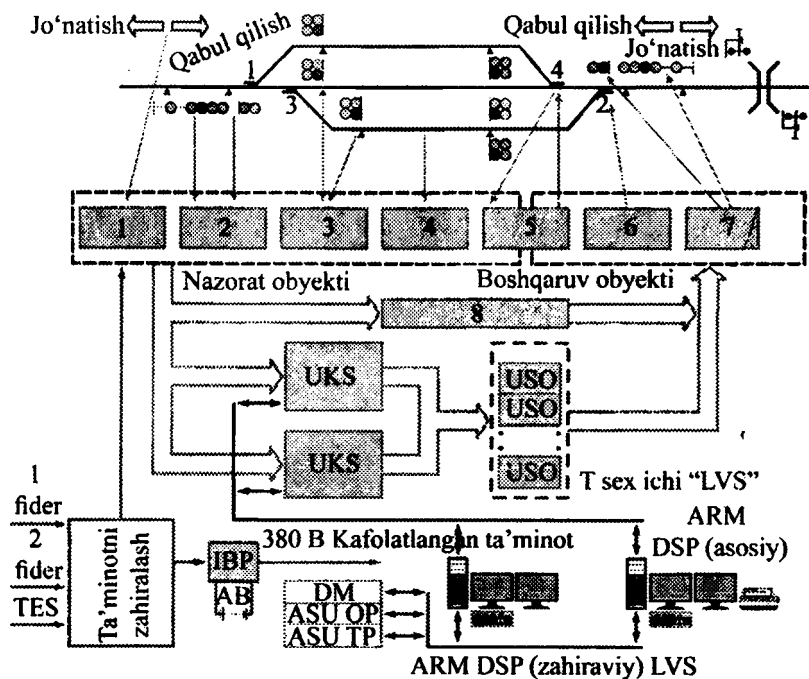 Jo‘natish
Qabul qilish
Qabul qilish
Jo‘natish
1
4
3
2
1
2
3
4
5
6
7
Nazorat obyekti
Boshqaruv obyekti
8
UKS
USO
USO
UKS
USO
T sex ichi “LVS”
1
fider
2
fider
TES
Ta’minotni
zahiralash
380 B Kafolatlangan ta’minot
ARM
DSP (asosiy)
IBP
AB
DM
ASU OP
ASU TP
ARM DSP (zahiraviy) LVS